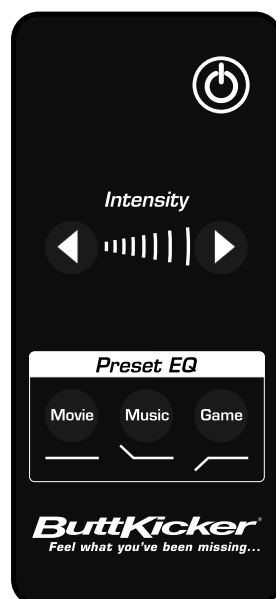 Intensity
Preset EQ
Movie Music Game
ButtKicker®
Feel what you've been missing...